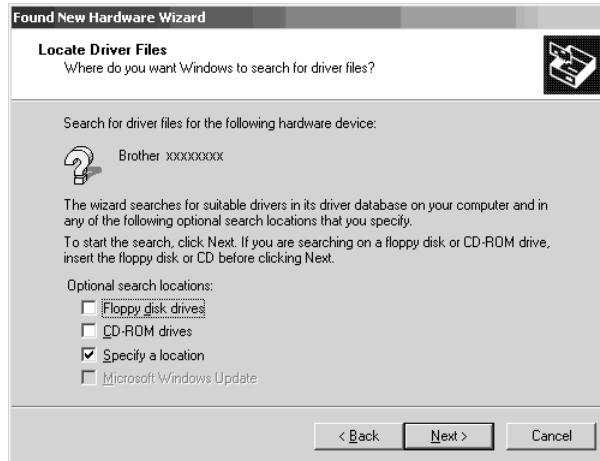 Found New Hardware Wizard
Locate Driver Files
Where do you want Windows to search for driver files?
Search for driver files for the following hardware device:
Brother xxxxxxxx
The wizard searches for suitable drivers in its driver database on your computer and in
any of the following optional search locations that you specify.
To start the search, click Next. If you are searching on a floppy disk or CD-ROM drive,
insert the floppy disk or CD before clicking Next.
Optional search locations:
Floppy disk drives
CD-ROM drives
Specify a location
Microsoft Windows Update
< Back Next > Cancel